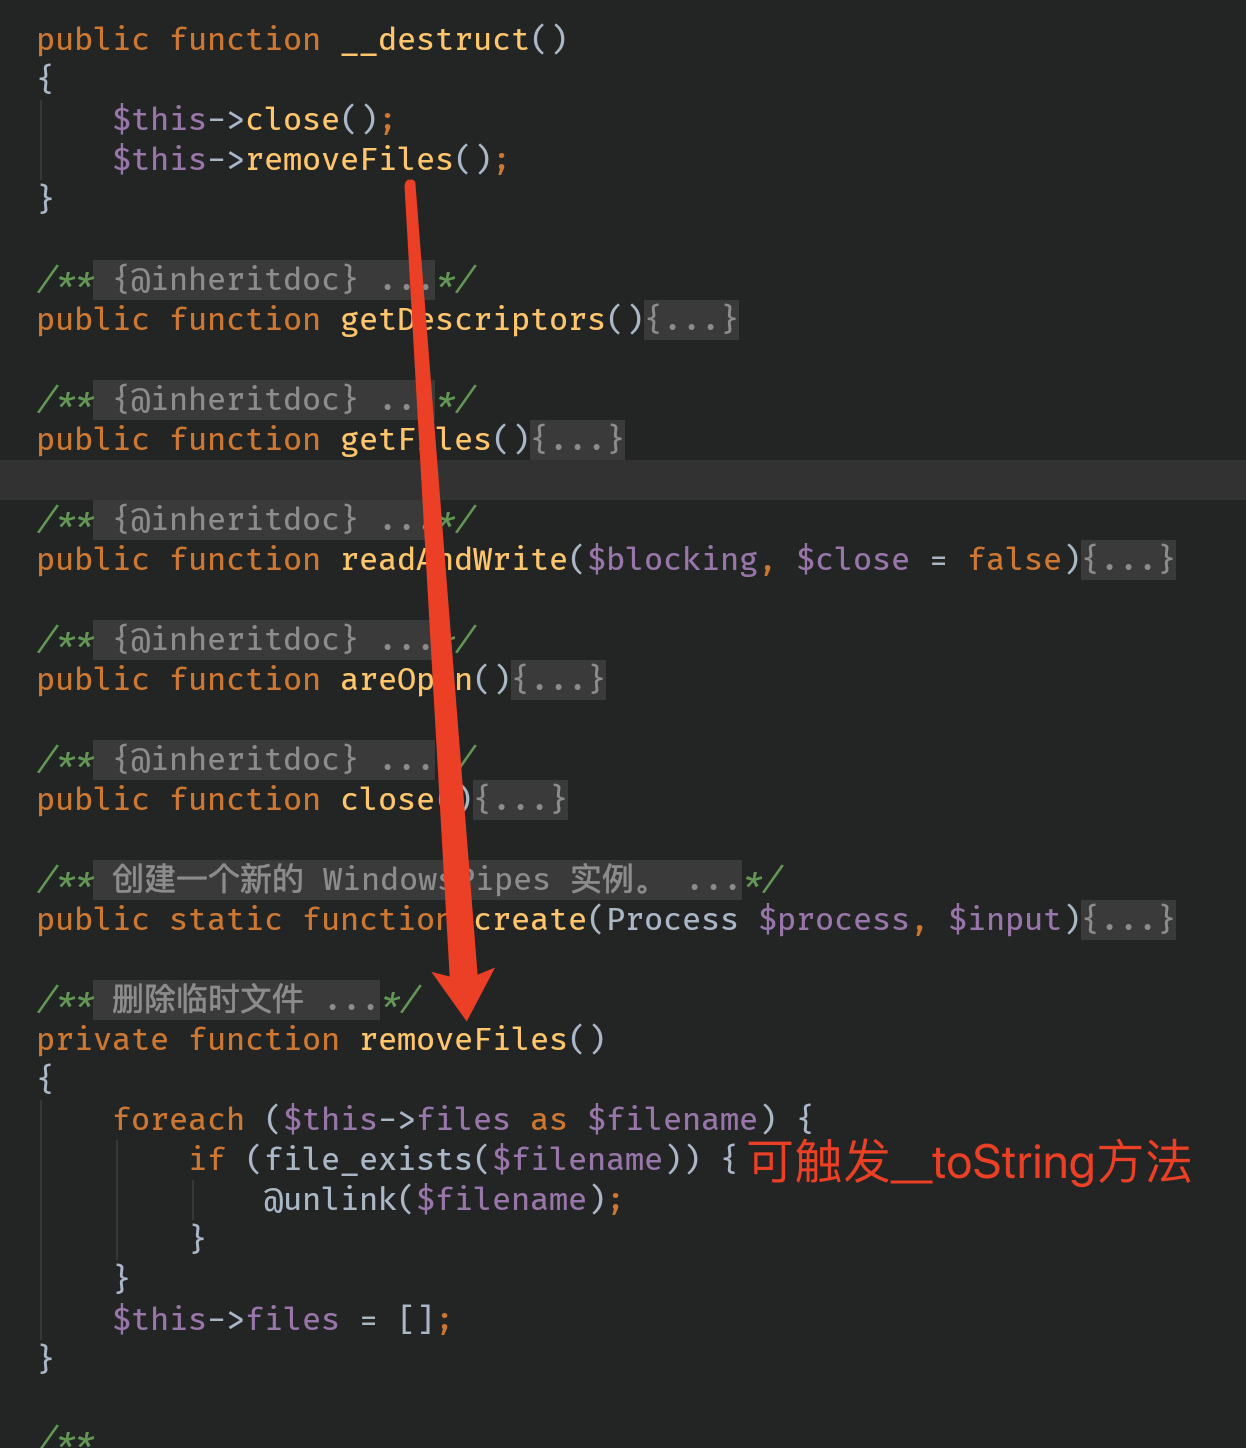 public function __destruct()
{
$this->close();
$this->removeFiles();
}
/** {@inheritdoc} ...*/
public function getDescriptors(){...}
/** {@inheritdoc} ...*/
public function getFiles(){...}
/** {@inheritdoc} ...*/
public function readAndWrite($blocking, $close = false){...}
/** {@inheritdoc} ...*/
public function areOpen(){...}
/** {@inheritdoc} ...*/
public function close(){...}
/** 创建一个新的 WindowsPipes 实例。 ...*/
public static function create(Process $process, $input){...}
/** 删除临时文件 ...*/
private function removeFiles()
{
foreach ($this->files as $filename) {
if (file_exists($filename)) { 可触发__toString方法
@unlink($filename);
}
}
$this->files = [];
}
/**